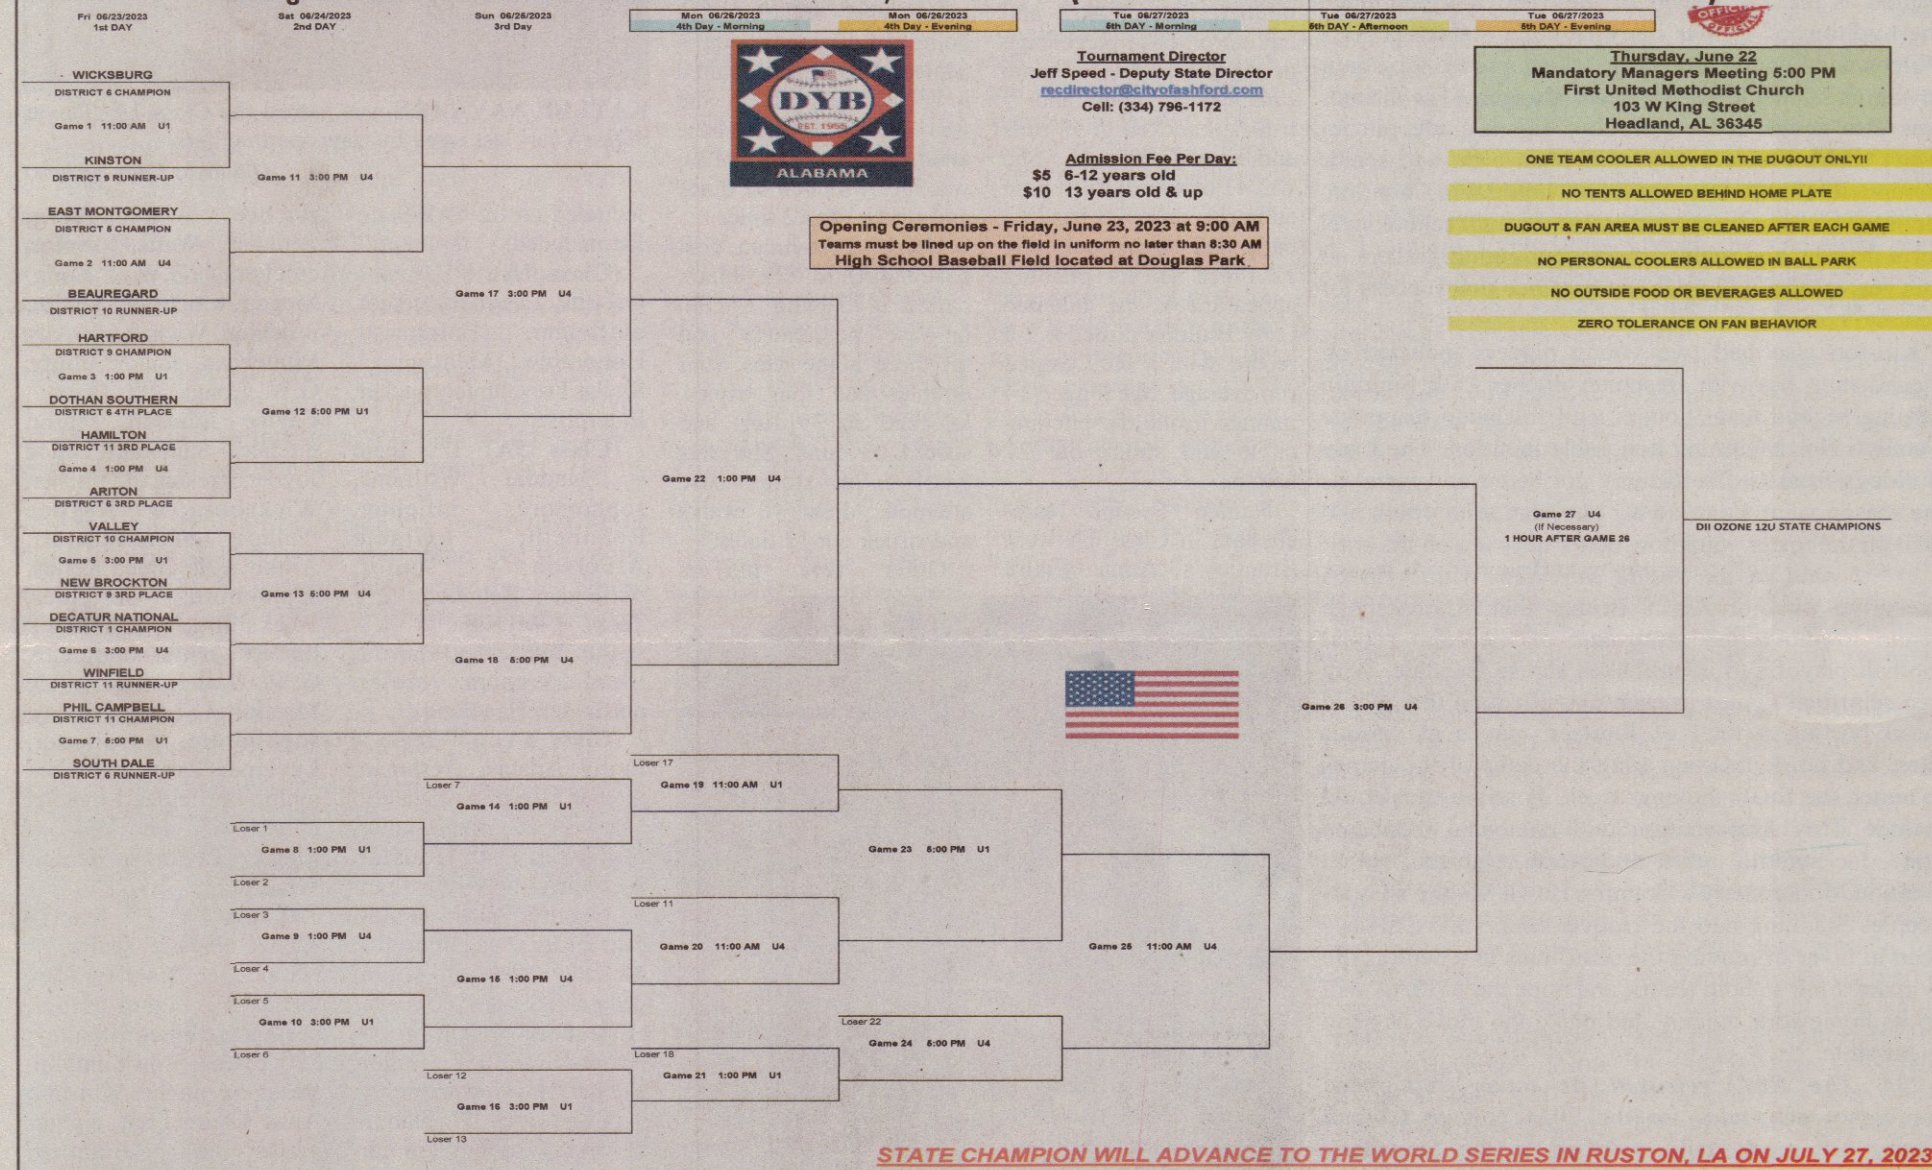 Fri 06/23/2023
1st DAY
Sat 06/24/2023
2nd DAY
Sun 06/25/2023
3rd Day
Mon 06/26/2023
4th Day - Morning
Mon 06/26/2023
4th Day - Evening
Tue 06/27/2023
5th DAY - Morning
Tue 06/27/2023
5th DAY - Afternoon
Tue 06/27/2023
5th DAY - Evening
OFFICIAL
OFFICIAL
DYB
EST. 1955
ALABAMA
Tournament Director
Jeff Speed - Deputy State Director
recdirector@cityofashford.com
Cell: (334) 796-1172
Admission Fee Per Day:
$5 6-12 years old
$10 13 years old & up
Opening Ceremonies - Friday, June 23, 2023 at 9:00 AM
Teams must be lined up on the field in uniform no later than 8:30 AM
High School Baseball Field located at Douglas Park
Thursday, June 22
Mandatory Managers Meeting 5:00 PM
First United Methodist Church
103 W King Street
Headland, AL 36345
ONE TEAM COOLER ALLOWED IN THE DUGOUT ONLY!!
NO TENTS ALLOWED BEHIND HOME PLATE
DUGOUT & FAN AREA MUST BE CLEANED AFTER EACH GAME
NO PERSONAL COOLERS ALLOWED IN BALL PARK
NO OUTSIDE FOOD OR BEVERAGES ALLOWED
ZERO TOLERANCE ON FAN BEHAVIOR
WICKSBURG
DISTRICT 6 CHAMPION
Game 1 11:00 AM U1
KINSTON
DISTRICT 9 RUNNER-UP
EAST MONTGOMERY
DISTRICT 5 CHAMPION
Game 2 11:00 AM U4
BEAUREGARD
DISTRICT 10 RUNNER-UP
HARTFORD
DISTRICT 9 CHAMPION
Game 3 1:00 PM U1
DOTHAN SOUTHERN
DISTRICT 6 4TH PLACE
HAMILTON
DISTRICT 11 3RD PLACE
Game 4 1:00 PM U4
ARITON
DISTRICT 6 3RD PLACE
VALLEY
DISTRICT 10 CHAMPION
Game 5 3:00 PM U1
NEW BROCKTON
DISTRICT 9 3RD PLACE
DECATUR NATIONAL
DISTRICT 1 CHAMPION
Game 6 3:00 PM U4
WINFIELD
DISTRICT 11 RUNNER-UP
PHIL CAMPBELL
DISTRICT 11 CHAMPION
Game 7 5:00 PM U1
SOUTH DALE
DISTRICT 6 RUNNER-UP
Game 11 3:00 PM U4
Game 12 5:00 PM U1
Game 13 5:00 PM U4
Loser 1
Game 8 1:00 PM U1
Loser 2
Loser 3
Game 9 1:00 PM U4
Loser 4
Loser 5
Game 10 3:00 PM U1
Loser 6
Game 17 3:00 PM U4
Game 18 5:00 PM U4
Loser 7
Game 14 1:00 PM U1
Game 15 1:00 PM U4
Loser 12
Game 16 3:00 PM U1
Loser 13
Game 22 1:00 PM U4
Loser 17
Game 19 11:00 AM U1
Loser 11
Game 20 11:00 AM U4
Loser 18
Game 21 1:00 PM U1
Game 23 5:00 PM U1
Loser 22
Game 24 5:00 PM U4
Game 25 11:00 AM U4
Game 26 3:00 PM U4
Game 27 U4
(If Necessary)
1 HOUR AFTER GAME 26
DII OZONE 12U STATE CHAMPIONS
STATE CHAMPION WILL ADVANCE TO THE WORLD SERIES IN RUSTON, LA ON JULY 27, 2023